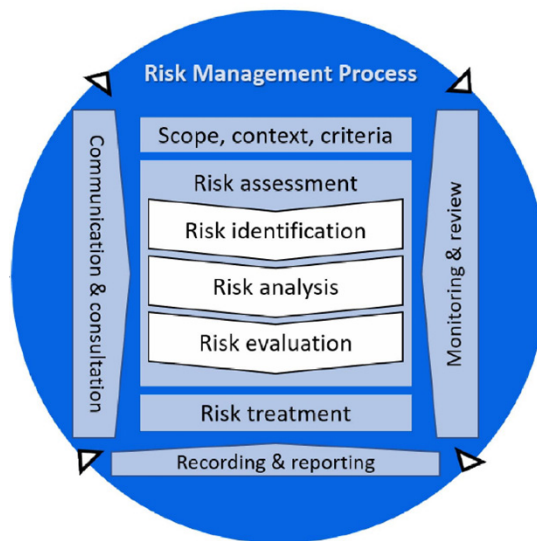 Risk Management Process
Scope, context, criteria
Risk assessment
Risk identification
Risk analysis
Risk evaluation
Risk treatment
Communication & consultation
Monitoring & review
Recording & reporting